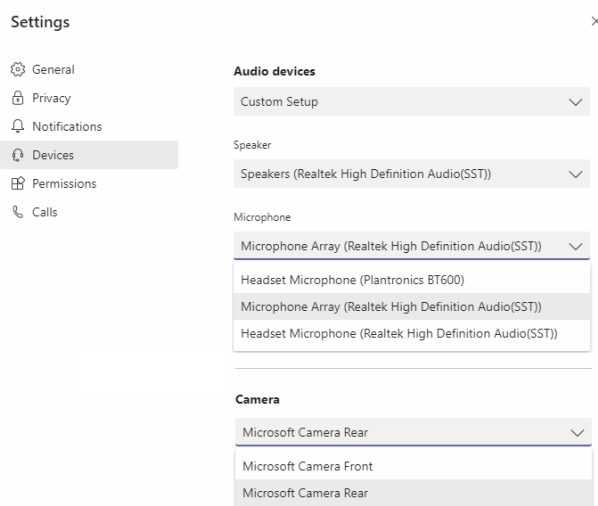 Settings
General
Privacy
Notifications
Devices
Permissions
Calls
Audio devices
Custom Setup
Speaker
Speakers (Realtek High Definition Audio(SST))
Microphone
Microphone Array (Realtek High Definition Audio(SST))
Headset Microphone (Plantronics BT600)
Microphone Array (Realtek High Definition Audio(SST))
Headset Microphone (Realtek High Definition Audio(SST))
Camera
Microsoft Camera Rear
Microsoft Camera Front
Microsoft Camera Rear